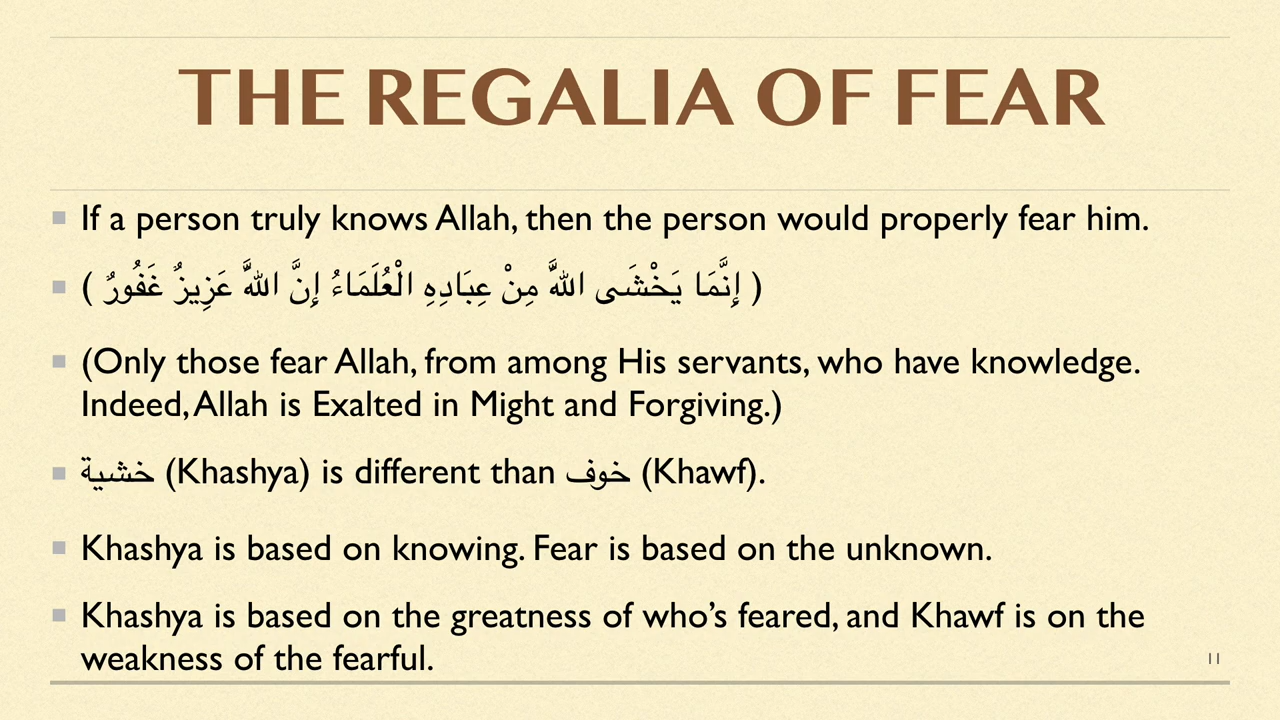 THE REGALIA OF FEAR
If a person truly knows Allah, then the person would properly fear him.
( إِنَّمَا يَخْشَى اللَّهَ مِنْ عِبَادِهِ الْعُلَمَاءُ إِنَّ اللَّهَ عَزِيزٌ غَفُورٌ )
(Only those fear Allah, from among His servants, who have knowledge.
Indeed, Allah is Exalted in Might and Forgiving.)
خشية (Khashya) is different than خوف (Khawf).
Khashya is based on knowing. Fear is based on the unknown.
Khashya is based on the greatness of who’s feared, and Khawf is on the
weakness of the fearful.
11